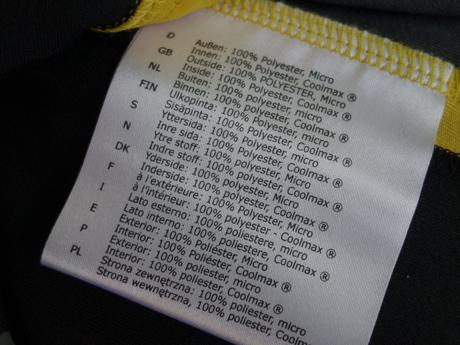 D Außen: 100% Polyester, Micro
Innen: 100% Polyester, Coolmax ®
GB Outside: 100% POLYESTER, Micro
Inside: 100% Polyester, Coolmax ®
NL Buiten: 100% Polyester, Micro
Binnen: 100% Polyester, Coolmax ®
FIN Ulkopinta: 100% Polyester, Micro
Sisäpinta: 100% Polyester, Coolmax ®
S Yttersida: 100% Polyester, Micro
Inre sida: 100% Polyester, Coolmax ®
N Ytre stoff: 100% Polyester, micro
Indre stoff: 100% Polyester, Coolmax ®
DK Yderside: 100% Polyester, Micro
Inderside: 100% Polyester, Coolmax ®
F à l'extérieure: 100% Polyester, Micro
à l'intérieur: 100% polyester - Coolmax ®
I Lato esterno: 100% poliestere, micro
Lato interno: 100% poliestere, Coolmax ®
E Exterior: 100% Poliéster, Micro
Interior: 100% Poliéster, Coolmax ®
P Exterior: 100% poliester, micro
Interior: 100% poliester, Coolmax ®
PL Strona zewnętrzna: 100% poliester, micro
Strona wewnętrzna, 100% poliester,